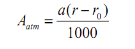 A_atm = a(r − r_0) / 1000